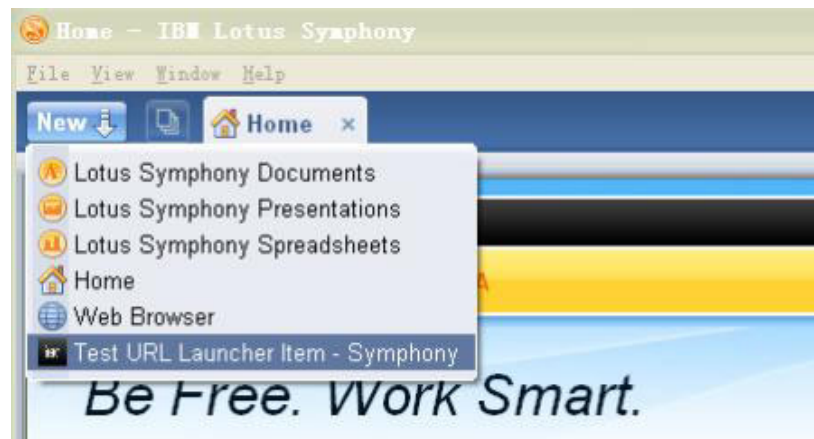 Home - IBM Lotus Symphony
File View Window Help
New Home ×
Lotus Symphony Documents
Lotus Symphony Presentations
Lotus Symphony Spreadsheets
Home
A
Web Browser
Test URL Launcher Item - Symphony
Be Free. Work Smart.